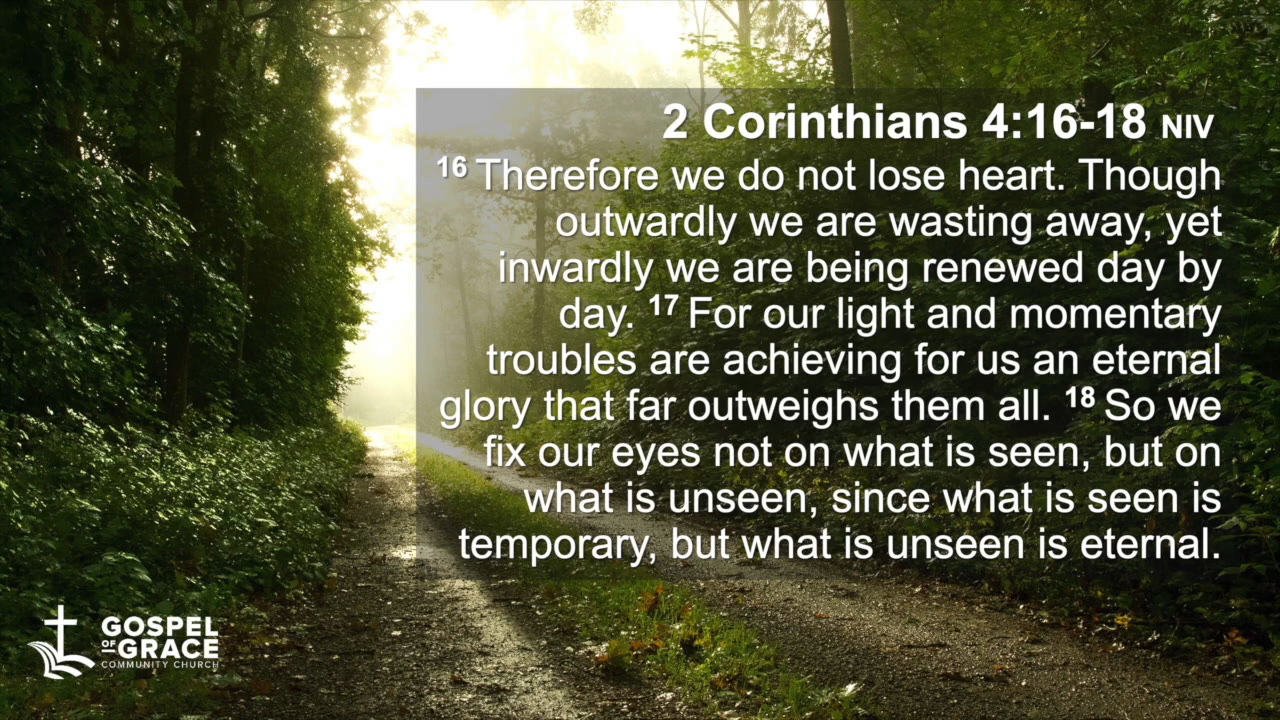 2 Corinthians 4:16-18 NIV
16 Therefore we do not lose heart. Though
outwardly we are wasting away, yet
inwardly we are being renewed day by
day. 17 For our light and momentary
troubles are achieving for us an eternal
glory that far outweighs them all. 18 So we
fix our eyes not on what is seen, but on
what is unseen, since what is seen is
temporary, but what is unseen is eternal.
GOSPEL
OF GRACE
COMMUNITY CHURCH